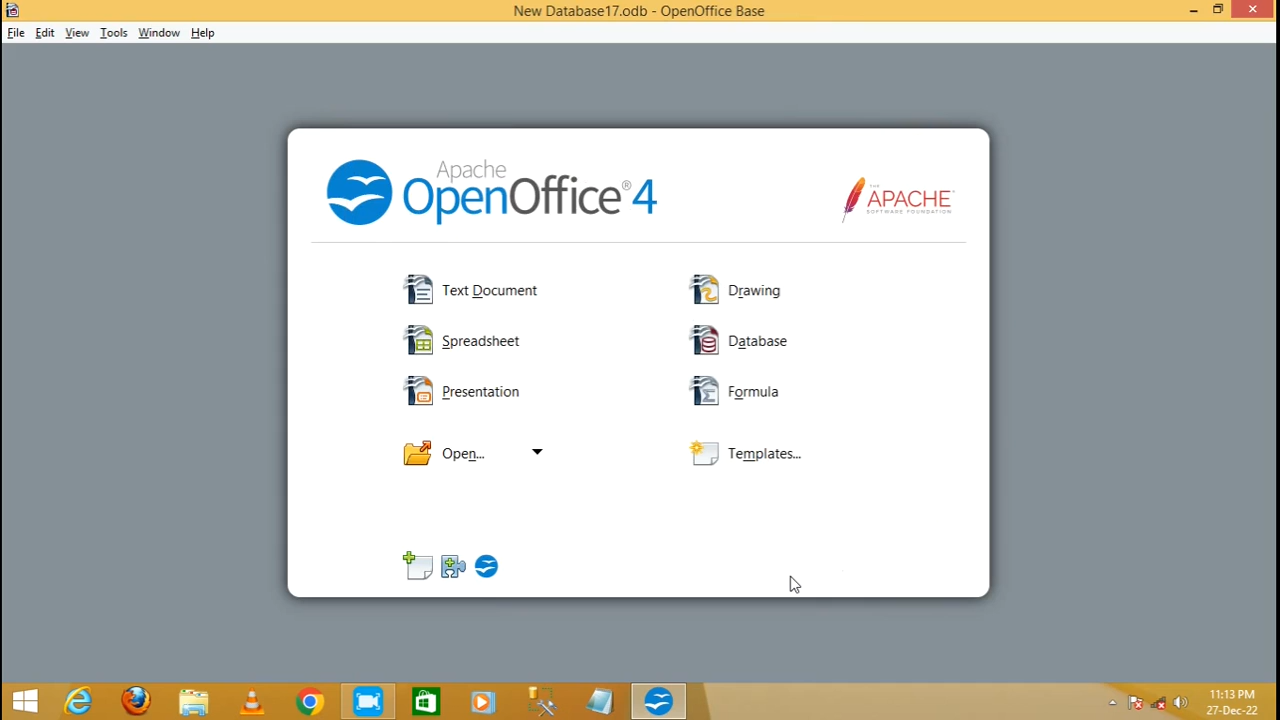 New Database17.odb - OpenOffice Base
File Edit View Tools Window Help
Apache
OpenOffice® 4
THE
APACHE
SOFTWARE FOUNDATION
Text Document
Drawing
Spreadsheet
Database
Presentation
Formula
Open...
Templates...
11:13 PM
27-Dec-22